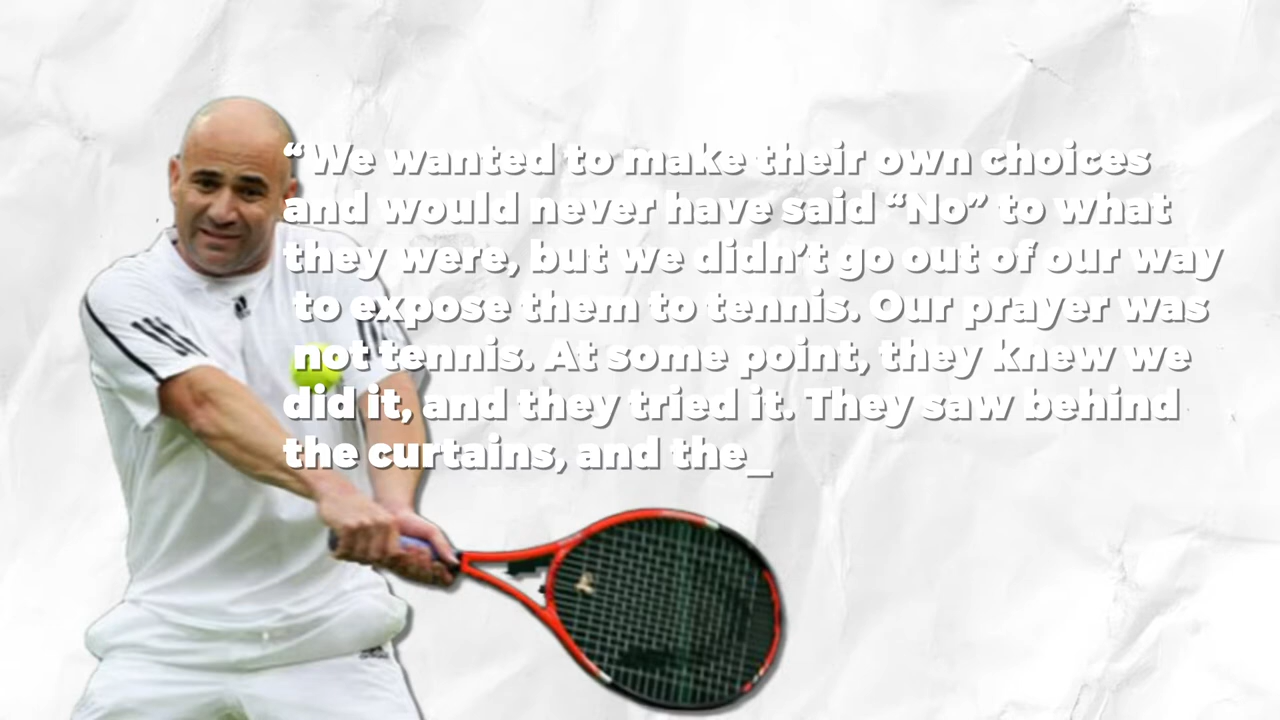 “We wanted to make their own choices
and would never have said “No” to what
they were, but we didn’t go out of our way
to expose them to tennis. Our prayer was
not tennis. At some point, they knew we
did it, and they tried it. They saw behind
the curtains, and the_